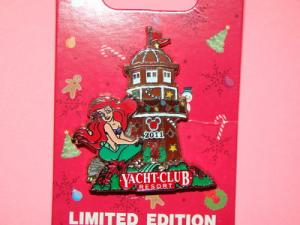 2011
YACHT CLUB
RESORT
LIMITED EDITION